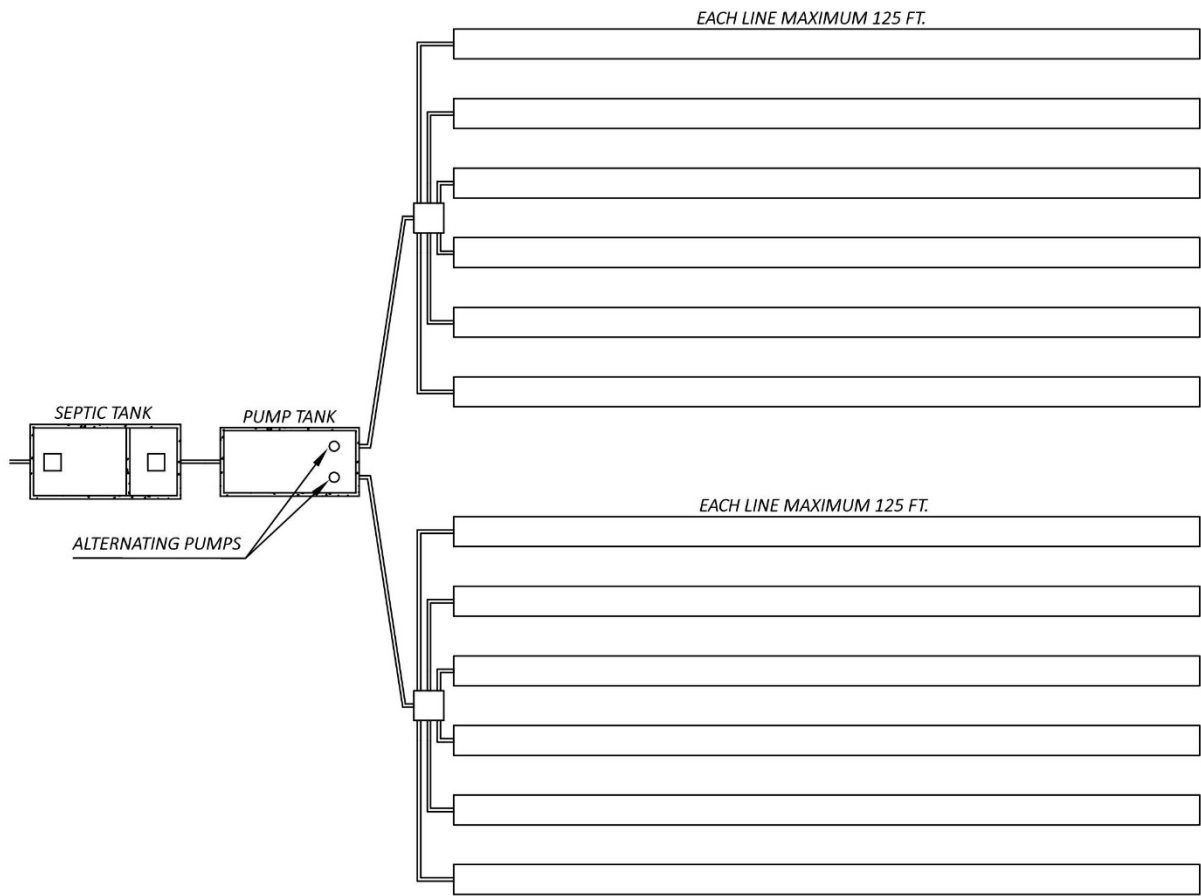 EACH LINE MAXIMUM 125 FT.
SEPTIC TANK
PUMP TANK
EACH LINE MAXIMUM 125 FT.
ALTERNATING PUMPS